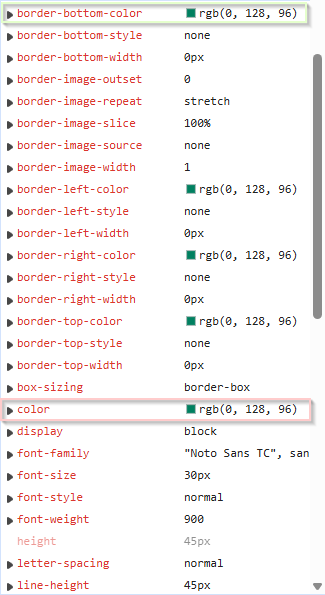 border-bottom-color rgb(0, 128, 96)
border-bottom-style none
border-bottom-width 0px
border-image-outset 0
border-image-repeat stretch
border-image-slice 100%
border-image-source none
border-image-width 1
border-left-color rgb(0, 128, 96)
border-left-style none
border-left-width 0px
border-right-color rgb(0, 128, 96)
border-right-style none
border-right-width 0px
border-top-color rgb(0, 128, 96)
border-top-style none
border-top-width 0px
box-sizing border-box
color rgb(0, 128, 96)
display block
font-family "Noto Sans TC", san
font-size 30px
font-style normal
font-weight 900
height 45px
letter-spacing normal
line-height 45px